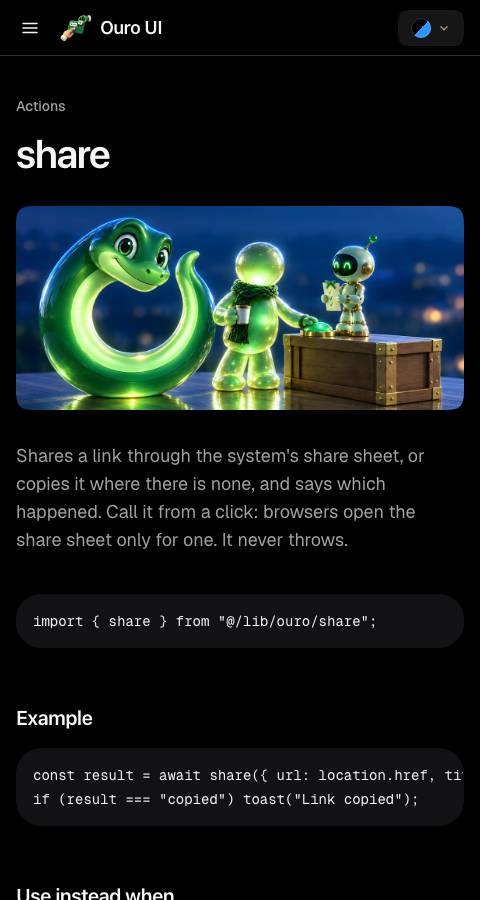 Ouro UI
Actions
share
Shares a link through the system's share sheet, or
copies it where there is none, and says which
happened. Call it from a click: browsers open the
share sheet only for one. It never throws.
import { share } from "@/lib/ouro/share";
Example
const result = await share({ url: location.href,
if (result === "copied") toast("Link copied");
Use instead when